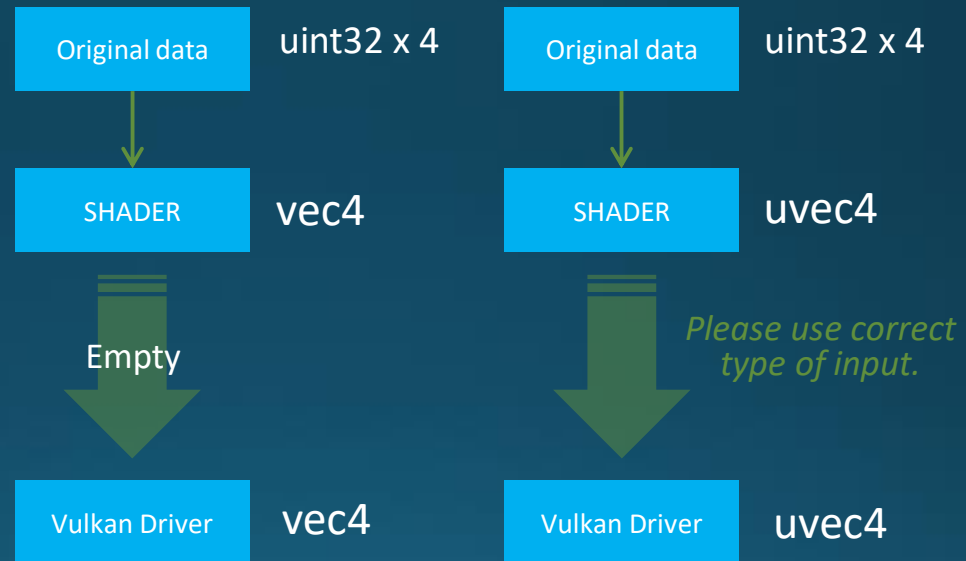 Original data
uint32 x 4
Original data
uint32 x 4
SHADER
vec4
SHADER
uvec4
Empty
Please use correct
type of input.
Vulkan Driver
vec4
Vulkan Driver
uvec4